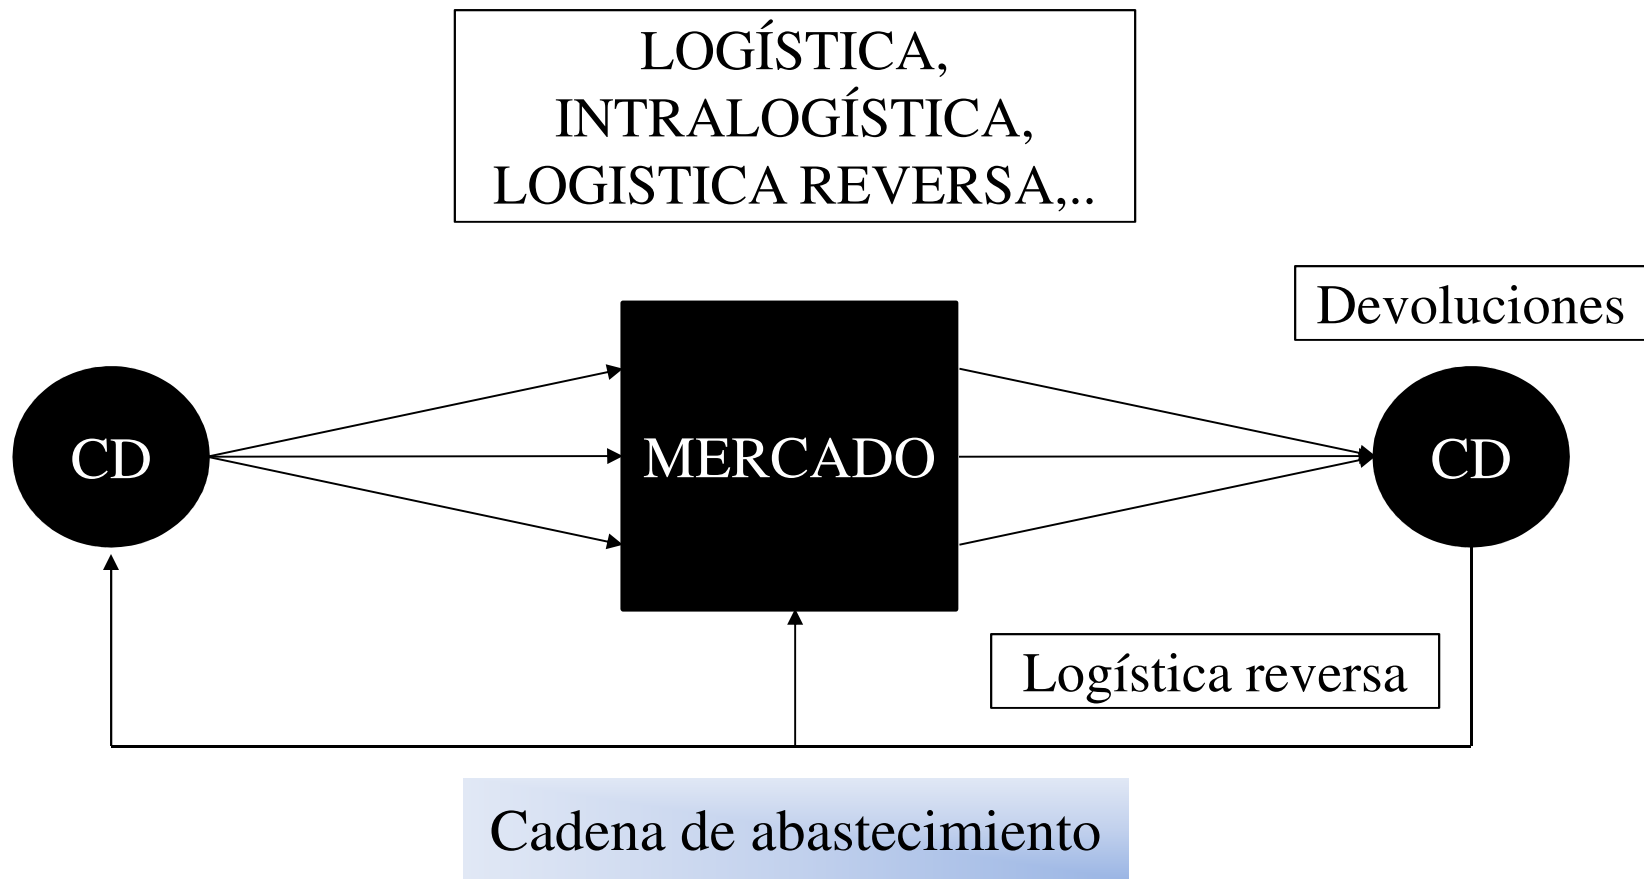 LOGÍSTICA,
INTRALOGÍSTICA,
LOGISTICA REVERSA,..
Devoluciones
CD
MERCADO
CD
Logística reversa
Cadena de abastecimiento